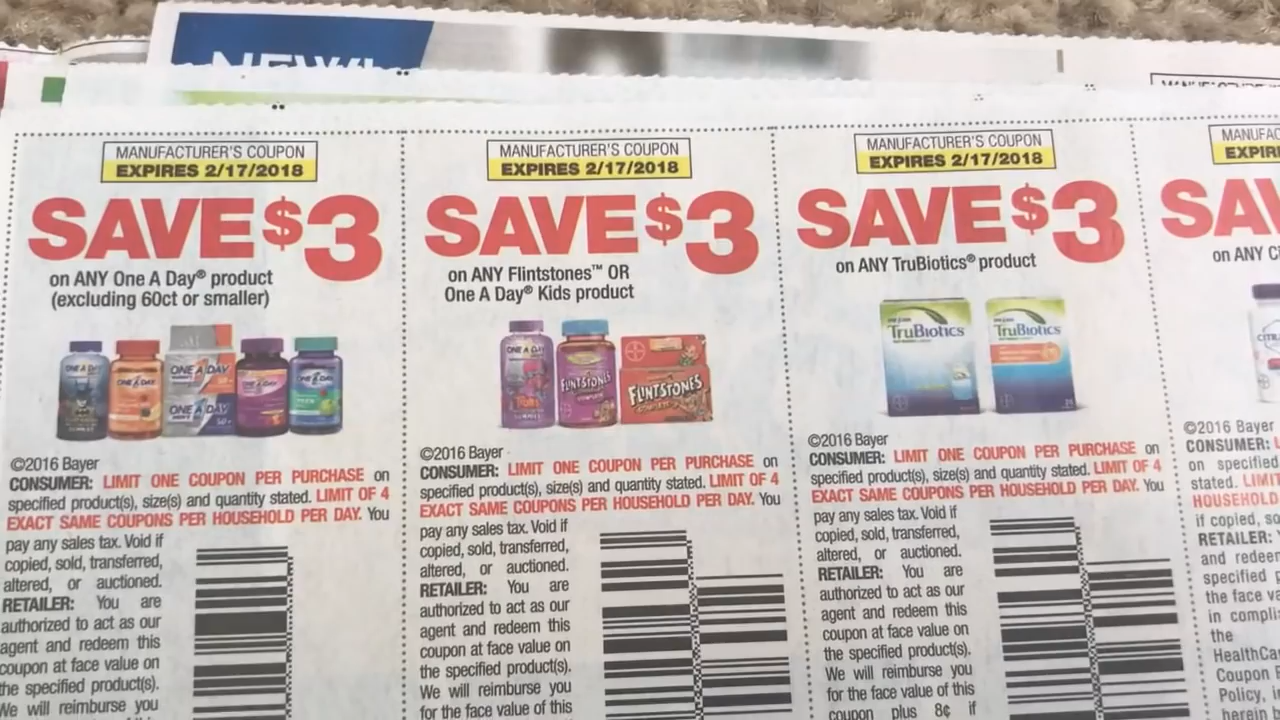 NEW!
MANUFACTURER'S COUPON
EXPIRES 2/17/2018
SAVE $3
on ANY One A Day® product
(excluding 60ct or smaller)
ONE A DAY
ONE A DAY
ONE A DAY
ONE A DAY
©2016 Bayer
CONSUMER: LIMIT ONE COUPON PER PURCHASE on
specified product(s), size(s) and quantity stated. LIMIT OF 4
EXACT SAME COUPONS PER HOUSEHOLD PER DAY. You
pay any sales tax. Void if
copied, sold, transferred,
altered, or auctioned.
RETAILER: You are
authorized to act as our
agent and redeem this
coupon at face value on
the specified product(s).
We will reimburse you
MANUFACTURER'S COUPON
EXPIRES 2/17/2018
SAVE $3
on ANY Flintstones™ OR
One A Day® Kids product
ONE A DAY
FLINTSTONES
FLINTSTONES
©2016 Bayer
CONSUMER: LIMIT ONE COUPON PER PURCHASE on
specified product(s), size(s) and quantity stated. LIMIT OF 4
EXACT SAME COUPONS PER HOUSEHOLD PER DAY. You
pay any sales tax. Void if
copied, sold, transferred,
altered, or auctioned.
RETAILER: You are
authorized to act as our
agent and redeem this
coupon at face value on
the specified product(s).
We will reimburse you
for the face value of this
MANUFACTURER'S COUPON
EXPIRES 2/17/2018
SAVE $3
on ANY TruBiotics® product
TruBiotics
TruBiotics
©2016 Bayer
CONSUMER: LIMIT ONE COUPON PER PURCHASE on
specified product(s), size(s) and quantity stated. LIMIT OF 4
EXACT SAME COUPONS PER HOUSEHOLD PER DAY. You
pay any sales tax. Void if
copied, sold, transferred,
altered, or auctioned.
RETAILER: You are
authorized to act as our
agent and redeem this
coupon at face value on
the specified product(s).
We will reimburse you
for the face value of this
coupon plus 8¢ if
MANUFAC
EXPIR
SAV
on ANY C
©2016 Bayer
CONSUMER: L
on specified
stated. LIMIT
HOUSEHOLD
if copied, so
RETAILER: Y
and redee
specified p
the face va
in compli
the
HealthCa
Coupon R
Policy, i
herein b